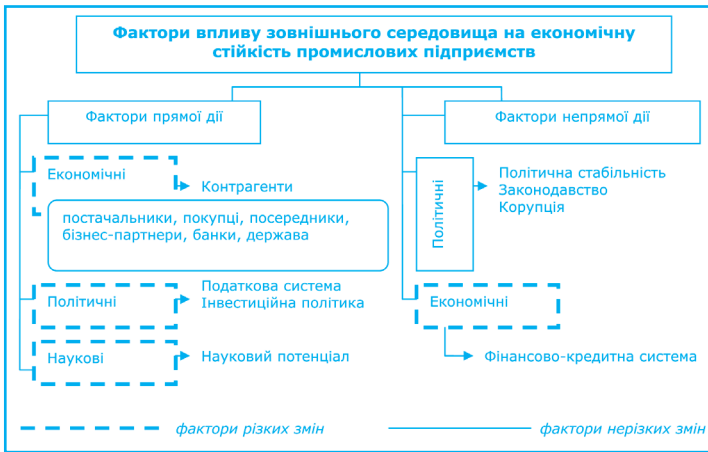 Фактори впливу зовнішнього середовища на економічну
стійкість промислових підприємств
Фактори прямої дії
Фактори непрямої дії
Економічні
Контрагенти
постачальники, покупці, посередники,
бізнес-партнери, банки, держава
Політичні
Податкова система
Інвестиційна політика
Наукові
Науковий потенціал
Політичні
Політична стабільність
Законодавство
Корупція
Економічні
Фінансово-кредитна система
фактори різких змін
фактори нерізких змін